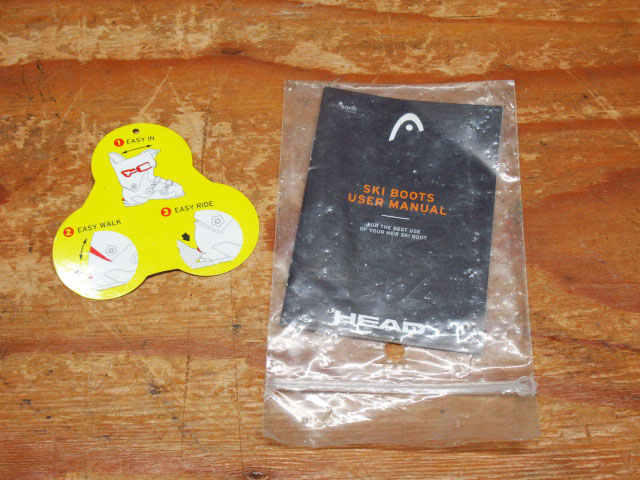 1 EASY IN
2 EASY WALK
3 EASY RIDE
SKI BOOTS
USER MANUAL
FOR THE BEST USE
OF YOUR NEW SKI BOOT
HEAD